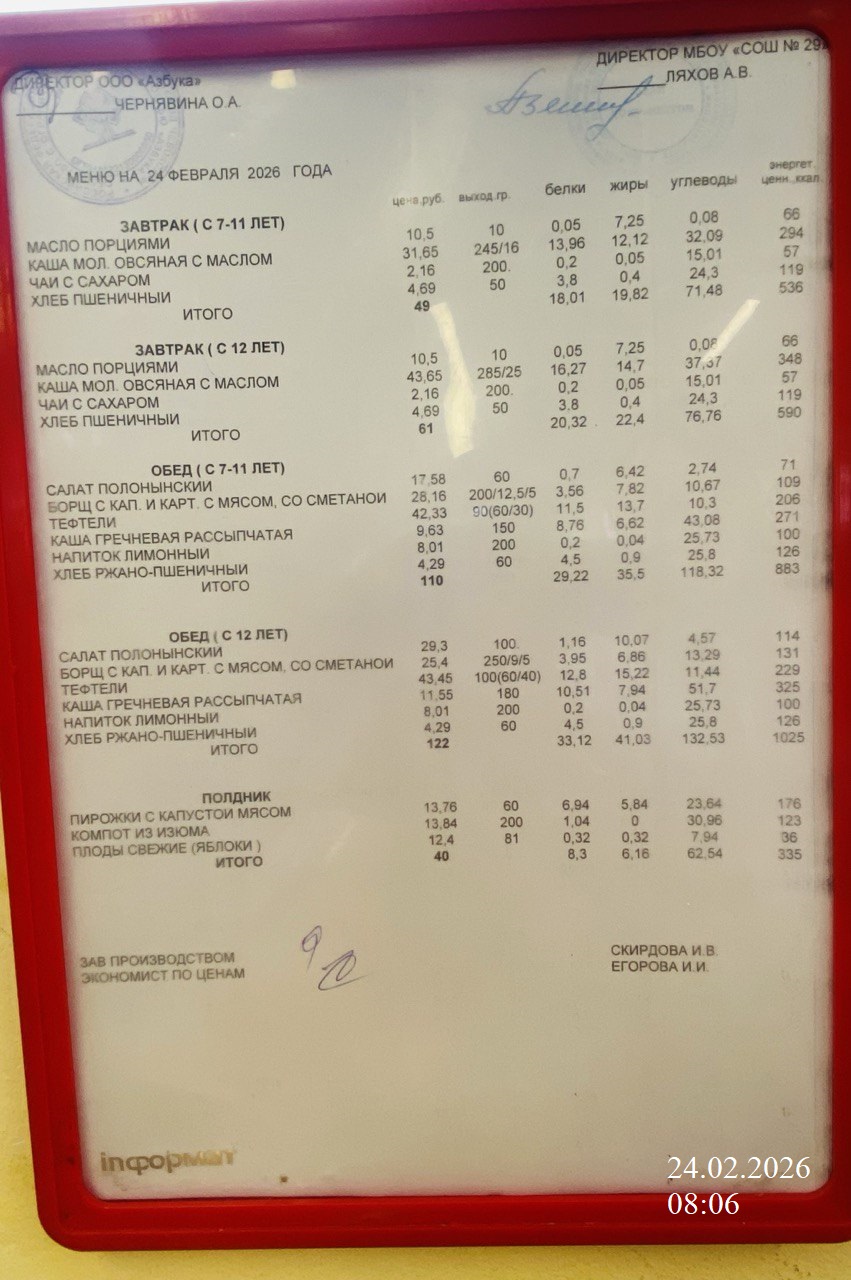 ДИРЕКТОР ООО «Азбука»
ЧЕРНЯВИНА О.А.
ДИРЕКТОР МБОУ «СОШ № 29»
ЛЯХОВ А.В.
МЕНЮ НА 24 ФЕВРАЛЯ 2026 ГОДА
цена.руб. выход.гр. белки жиры углеводы энергет. ценн.,ккал.
ЗАВТРАК ( С 7-11 ЛЕТ)
МАСЛО ПОРЦИЯМИ 10,5 10 0,05 7,25 0,08 66
КАША МОЛ. ОВСЯНАЯ С МАСЛОМ 31,65 245/16 13,96 12,12 32,09 294
ЧАЙ С САХАРОМ 2,16 200. 0,2 0,05 15,01 57
ХЛЕБ ПШЕНИЧНЫЙ 4,69 50 3,8 0,4 24,3 119
ИТОГО 49 18,01 19,82 71,48 536
ЗАВТРАК ( С 12 ЛЕТ)
МАСЛО ПОРЦИЯМИ 10,5 10 0,05 7,25 0,08 66
КАША МОЛ. ОВСЯНАЯ С МАСЛОМ 43,65 285/25 16,27 14,7 37,37 348
ЧАЙ С САХАРОМ 2,16 200. 0,2 0,05 15,01 57
ХЛЕБ ПШЕНИЧНЫЙ 4,69 50 3,8 0,4 24,3 119
ИТОГО 61 20,32 22,4 76,76 590
ОБЕД ( С 7-11 ЛЕТ)
САЛАТ ПОЛОНЫНСКИЙ 17,58 60 0,7 6,42 2,74 71
БОРЩ С КАП. И КАРТ. С МЯСОМ, СО СМЕТАНОЙ 28,16 200/12,5/5 3,56 7,82 10,67 109
ТЕФТЕЛИ 42,33 90(60/30) 11,5 13,7 10,3 206
КАША ГРЕЧНЕВАЯ РАССЫПЧАТАЯ 9,63 150 8,76 6,62 43,08 271
НАПИТОК ЛИМОННЫЙ 8,01 200 0,2 0,04 25,73 100
ХЛЕБ РЖАНО-ПШЕНИЧНЫЙ 4,29 60 4,5 0,9 25,8 126
ИТОГО 110 29,22 35,5 118,32 883
ОБЕД ( С 12 ЛЕТ)
САЛАТ ПОЛОНЫНСКИЙ 29,3 100. 1,16 10,07 4,57 114
БОРЩ С КАП. И КАРТ. С МЯСОМ, СО СМЕТАНОЙ 25,4 250/9/5 3,95 6,86 13,29 131
ТЕФТЕЛИ 43,45 100(60/40) 12,8 15,22 11,44 229
КАША ГРЕЧНЕВАЯ РАССЫПЧАТАЯ 11,55 180 10,51 7,94 51,7 325
НАПИТОК ЛИМОННЫЙ 8,01 200 0,2 0,04 25,73 100
ХЛЕБ РЖАНО-ПШЕНИЧНЫЙ 4,29 60 4,5 0,9 25,8 126
ИТОГО 122 33,12 41,03 132,53 1025
ПОЛДНИК
ПИРОЖКИ С КАПУСТОЙ МЯСОМ 13,76 60 6,94 5,84 23,64 176
КОМПОТ ИЗ ИЗЮМА 13,84 200 1,04 0 30,96 123
ПЛОДЫ СВЕЖИЕ (ЯБЛОКИ ) 12,4 81 0,32 0,32 7,94 36
ИТОГО 40 8,3 6,16 62,54 335
ЗАВ ПРОИЗВОДСТВОМ СКИРДОВА И.В.
ЭКОНОМИСТ ПО ЦЕНАМ ЕГОРОВА И.И.
inформат
24.02.2026
08:06